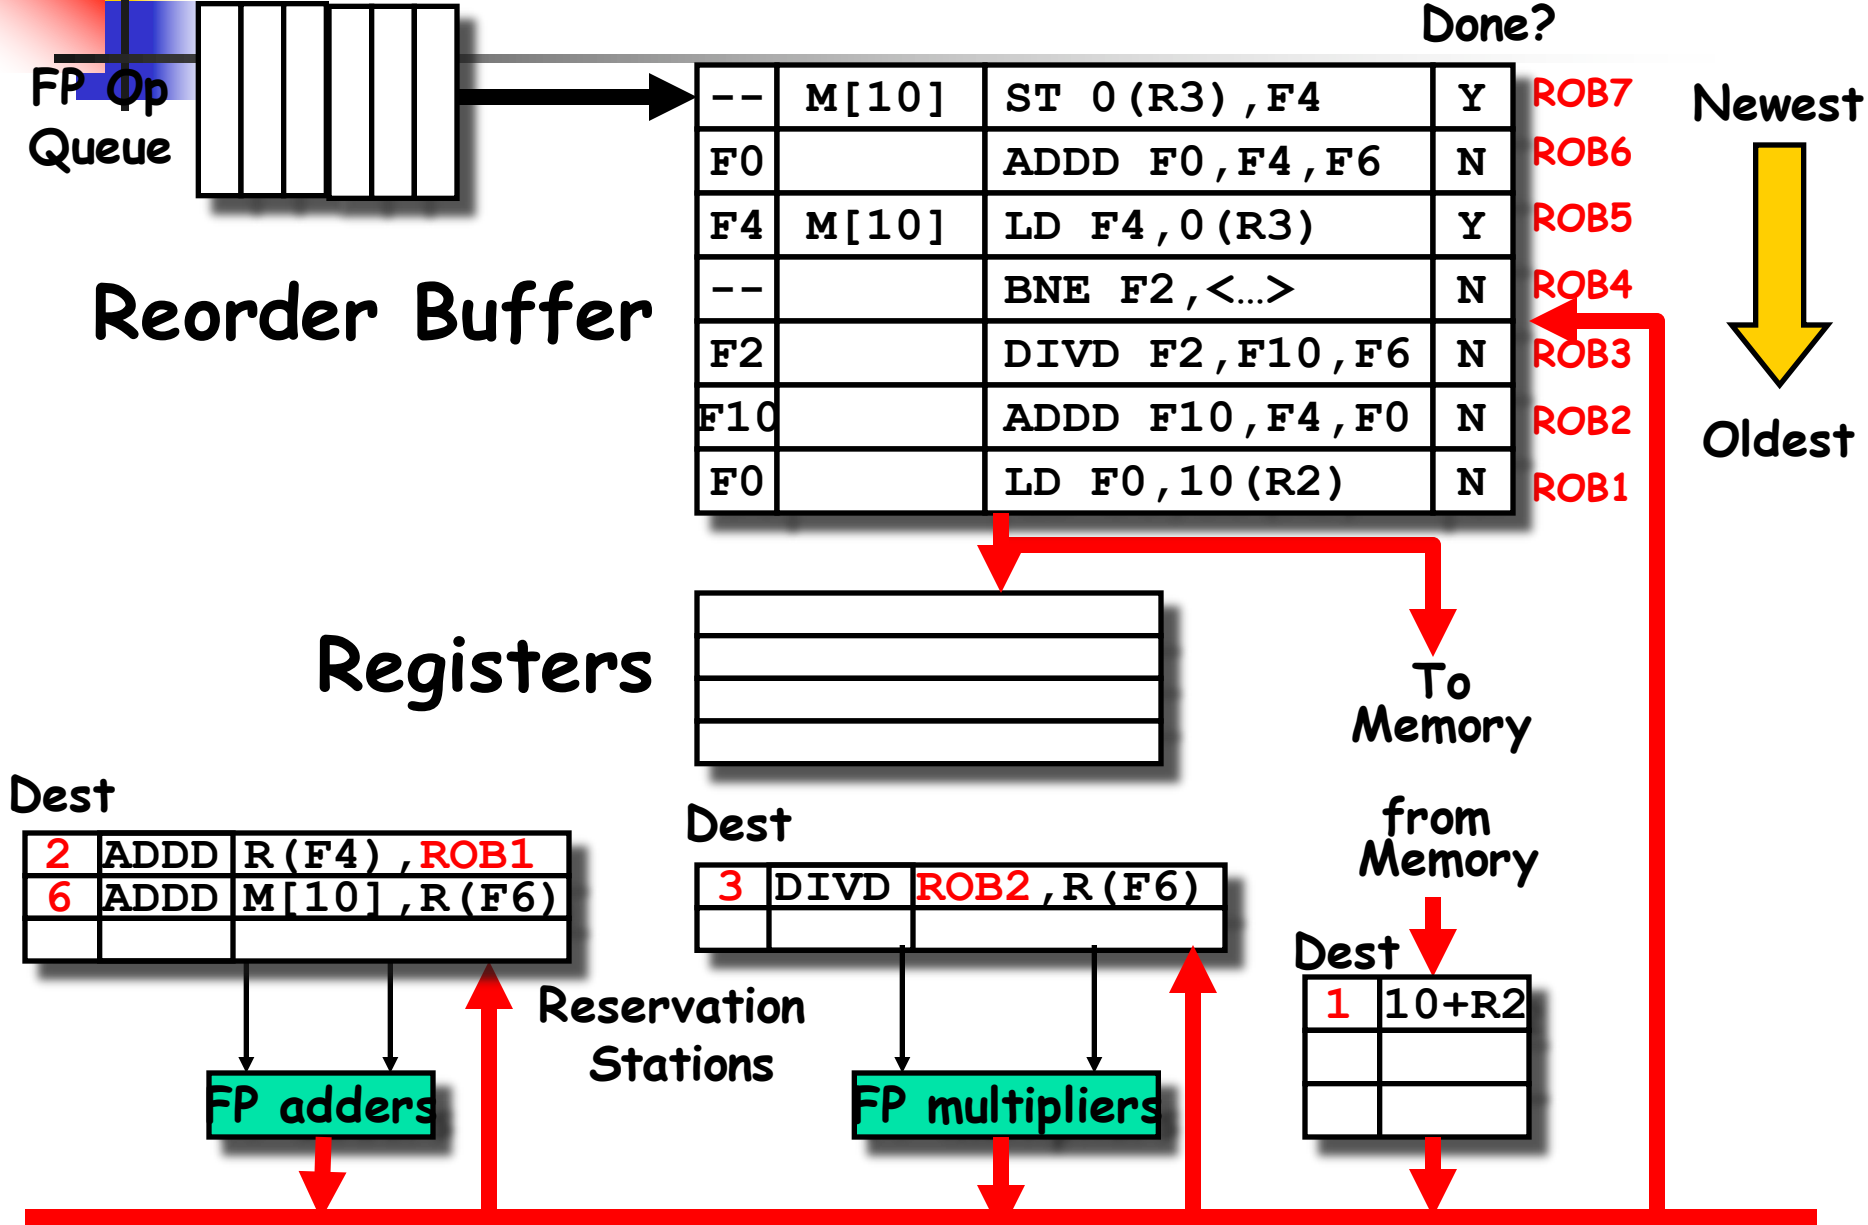 Done?
FP Op
Queue
-- M[10] ST 0(R3),F4 Y ROB7
F0 ADDD F0,F4,F6 N ROB6
F4 M[10] LD F4,0(R3) Y ROB5
-- BNE F2,<…> N ROB4
F2 DIVD F2,F10,F6 N ROB3
F10 ADDD F10,F4,F0 N ROB2
F0 LD F0,10(R2) N ROB1
Newest
Oldest
Reorder Buffer
Registers
To
Memory
from
Memory
Dest
2 ADDD R(F4),ROB1
6 ADDD M[10],R(F6)
Dest
3 DIVD ROB2,R(F6)
Dest
1 10+R2
Reservation
Stations
FP adders
FP multipliers